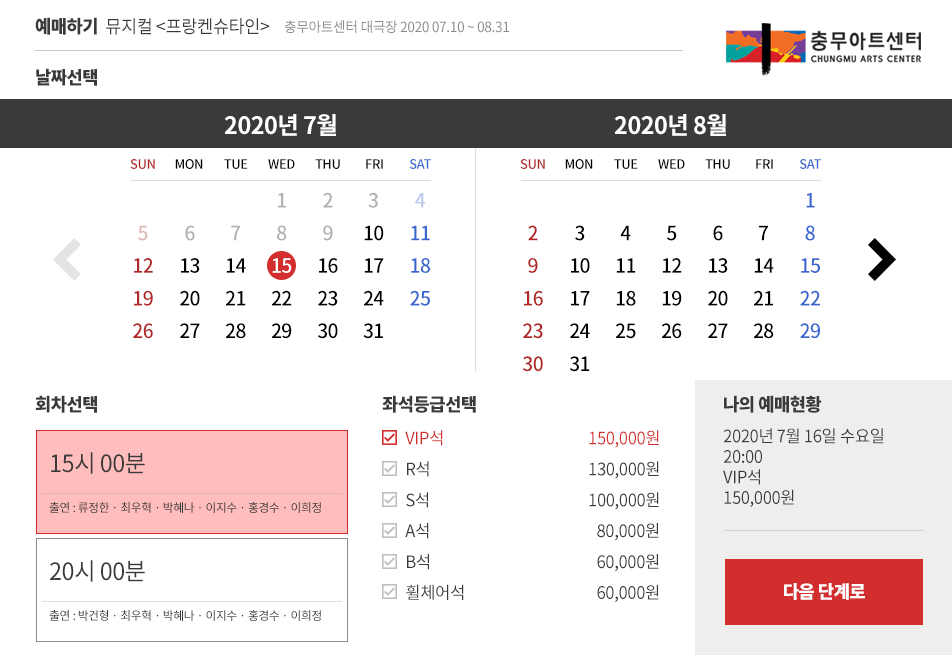 예매하기 뮤지컬 <프랑켄슈타인> 충무아트센터 대극장 2020 07.10 ~ 08.31
충무아트센터
CHUNGMU ARTS CENTER
날짜선택
2020년 7월
SUN MON TUE WED THU FRI SAT
1 2 3 4
5 6 7 8 9 10 11
12 13 14 15 16 17 18
19 20 21 22 23 24 25
26 27 28 29 30 31
2020년 8월
SUN MON TUE WED THU FRI SAT
1
2 3 4 5 6 7 8
9 10 11 12 13 14 15
16 17 18 19 20 21 22
23 24 25 26 27 28 29
30 31
회차선택
15시 00분
출연 : 류정한 · 최우혁 · 박혜나 · 이지수 · 홍경수 · 이희정
20시 00분
출연 : 박건형 · 최우혁 · 박혜나 · 이지수 · 홍경수 · 이희정
좌석등급선택
VIP석 150,000원
R석 130,000원
S석 100,000원
A석 80,000원
B석 60,000원
휠체어석 60,000원
나의 예매현황
2020년 7월 16일 수요일
20:00
VIP석
150,000원
다음 단계로